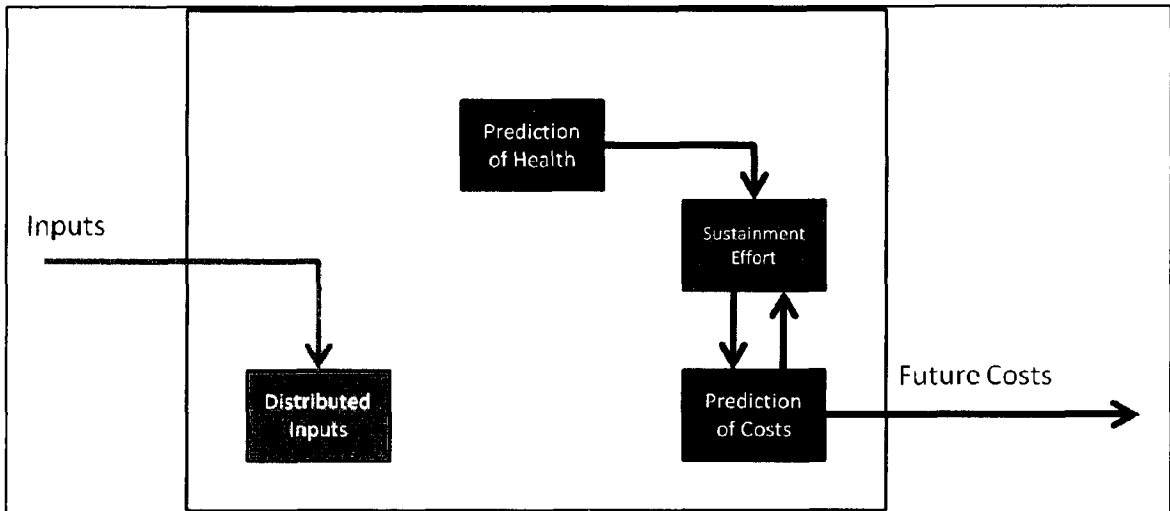 Prediction
of Health
Inputs
Sustainment
Effort
Distributed
Inputs
Prediction
of Costs
Future Costs